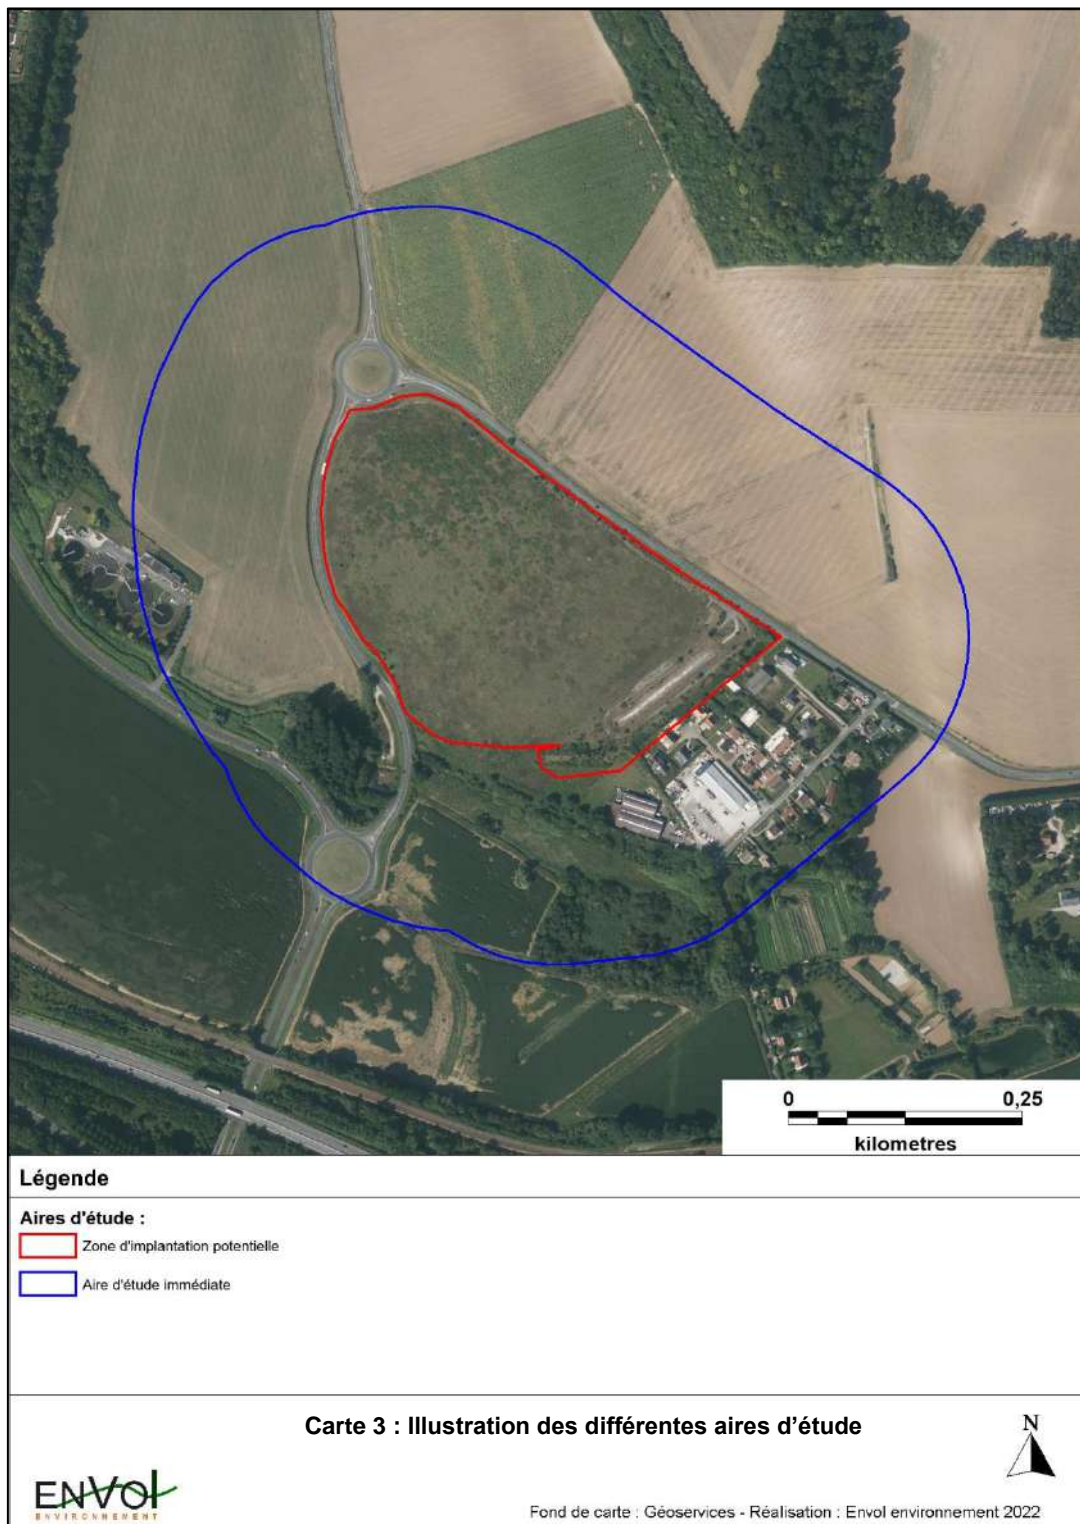 0 0,25
kilometres
Légende
Aires d'étude :
Zone d'implantation potentielle
Aire d'étude immédiate
Carte 3 : Illustration des différentes aires d'étude
N
ENVOl
ENVIRONNEMENT
Fond de carte : Géoservices - Réalisation : Envol environnement 2022